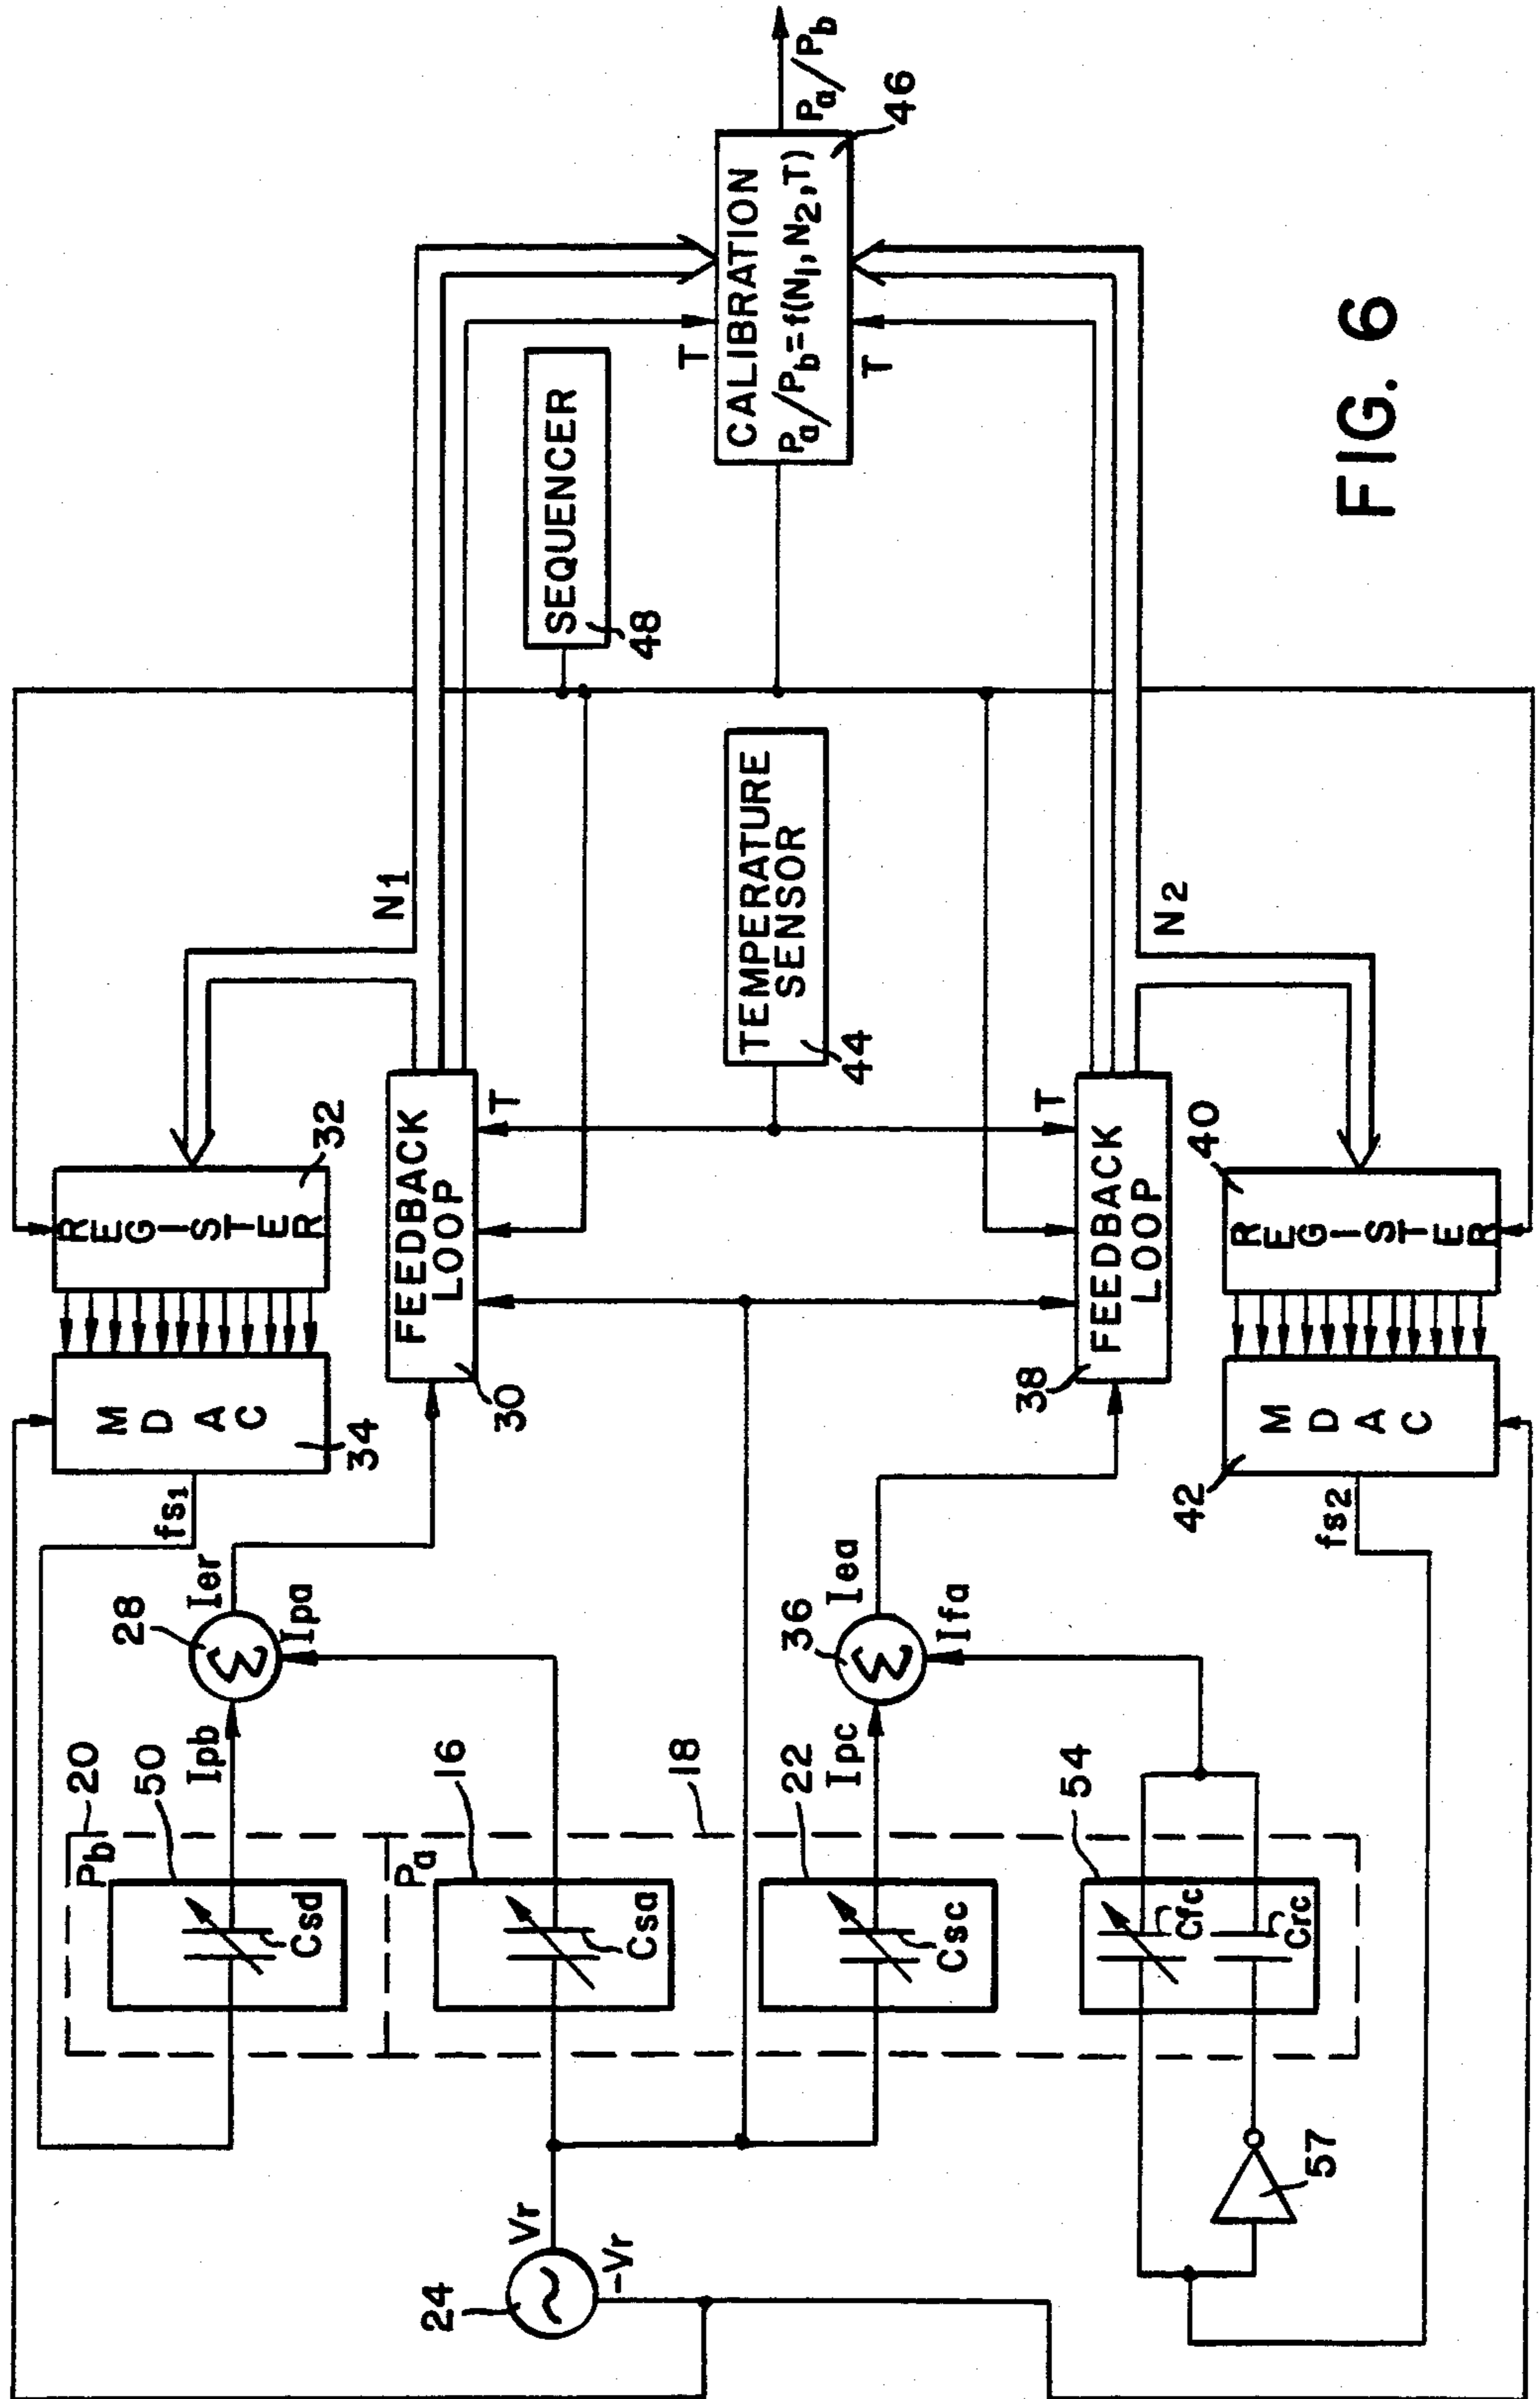 20
50
Pb
Csd
Ipb
28
Ier
Ipa
fs1
34
MDAC
32
REGISTER
N1
FEEDBACK
LOOP
30
T
SEQUENCER
48
T
CALIBRATION
Pa/Pb=f(N1,N2,T)
46
Pa/Pb
T
TEMPERATURE
SENSOR
44
24
Vr
-Vr
16
Pa
Csa
18
22
Csc
Ipc
36
Iea
Ifa
54
Cfc
Crc
57
38
FEEDBACK
LOOP
T
N2
40
REGISTER
42
MDAC
fs2
FIG. 6